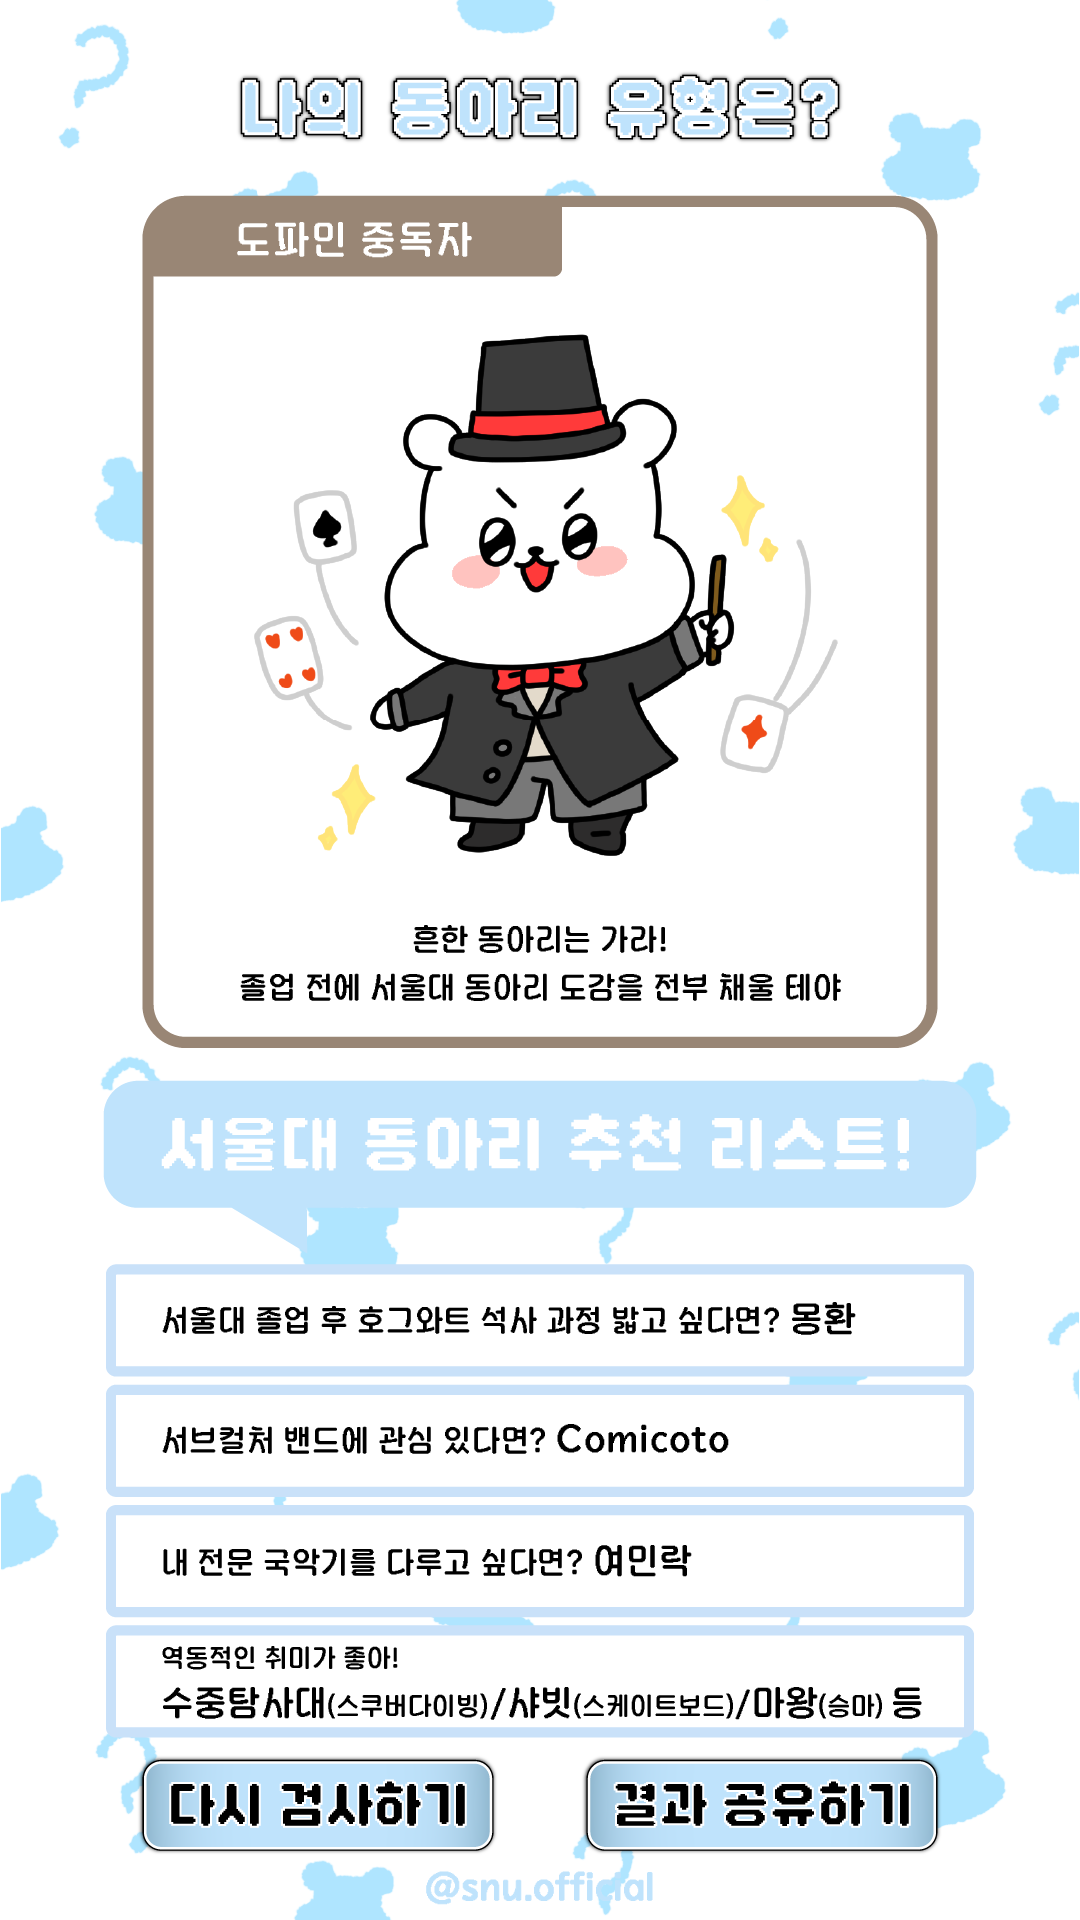 나의 동아리 유형은?
도파민 중독자
흔한 동아리는 가라!
졸업 전에 서울대 동아리 도감을 전부 채울 테야
서울대 동아리 추천 리스트!
서울대 졸업 후 호그와트 석사 과정 밟고 싶다면? 몽환
서브컬처 밴드에 관심 있다면? Comicoto
내 전문 국악기를 다루고 싶다면? 여민락
역동적인 취미가 좋아!
수중탐사대(스쿠버다이빙)/샤빗(스케이트보드)/마왕(승마) 등
다시 검사하기
결과 공유하기
@snu.official